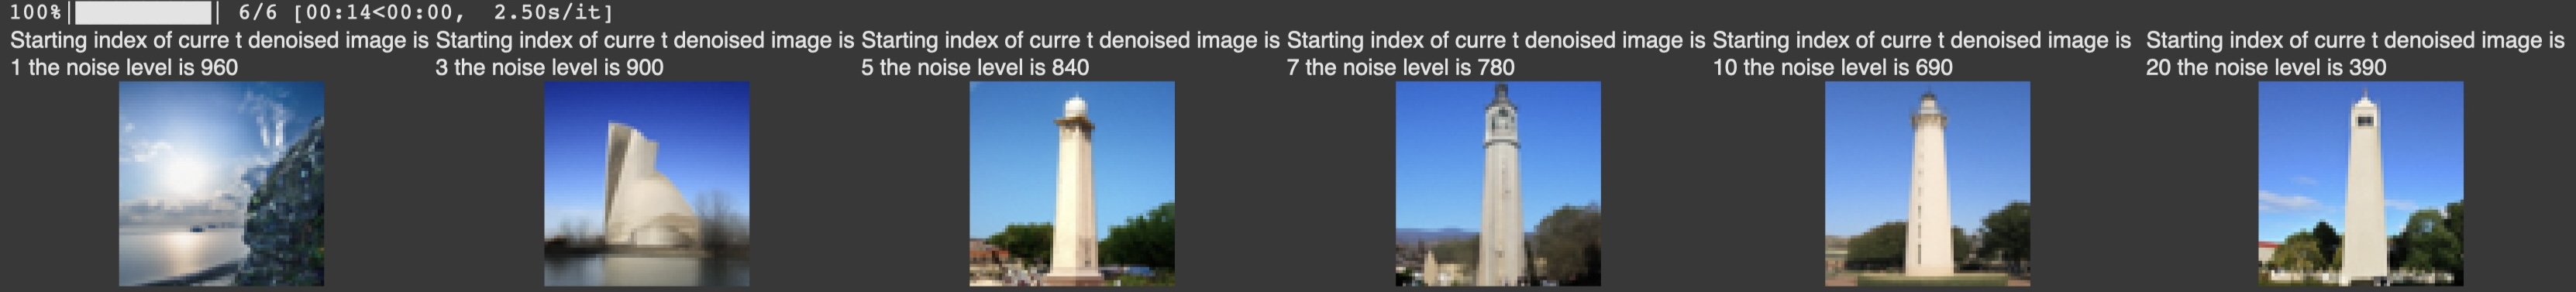 100%| | 6/6 [00:14<00:00, 2.50s/it]
Starting index of curre t denoised image is
1 the noise level is 960
Starting index of curre t denoised image is
3 the noise level is 900
Starting index of curre t denoised image is
5 the noise level is 840
Starting index of curre t denoised image is
7 the noise level is 780
Starting index of curre t denoised image is
10 the noise level is 690
Starting index of curre t denoised image is
20 the noise level is 390